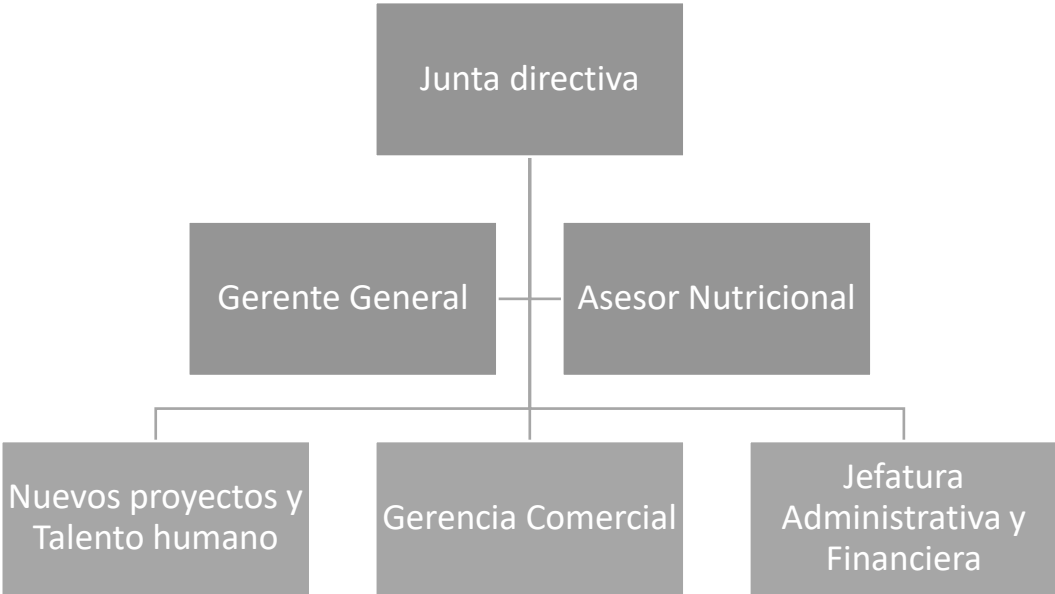 Junta directiva
Gerente General
Asesor Nutricional
Nuevos proyectos y
Talento humano
Gerencia Comercial
Jefatura
Administrativa y
Financiera